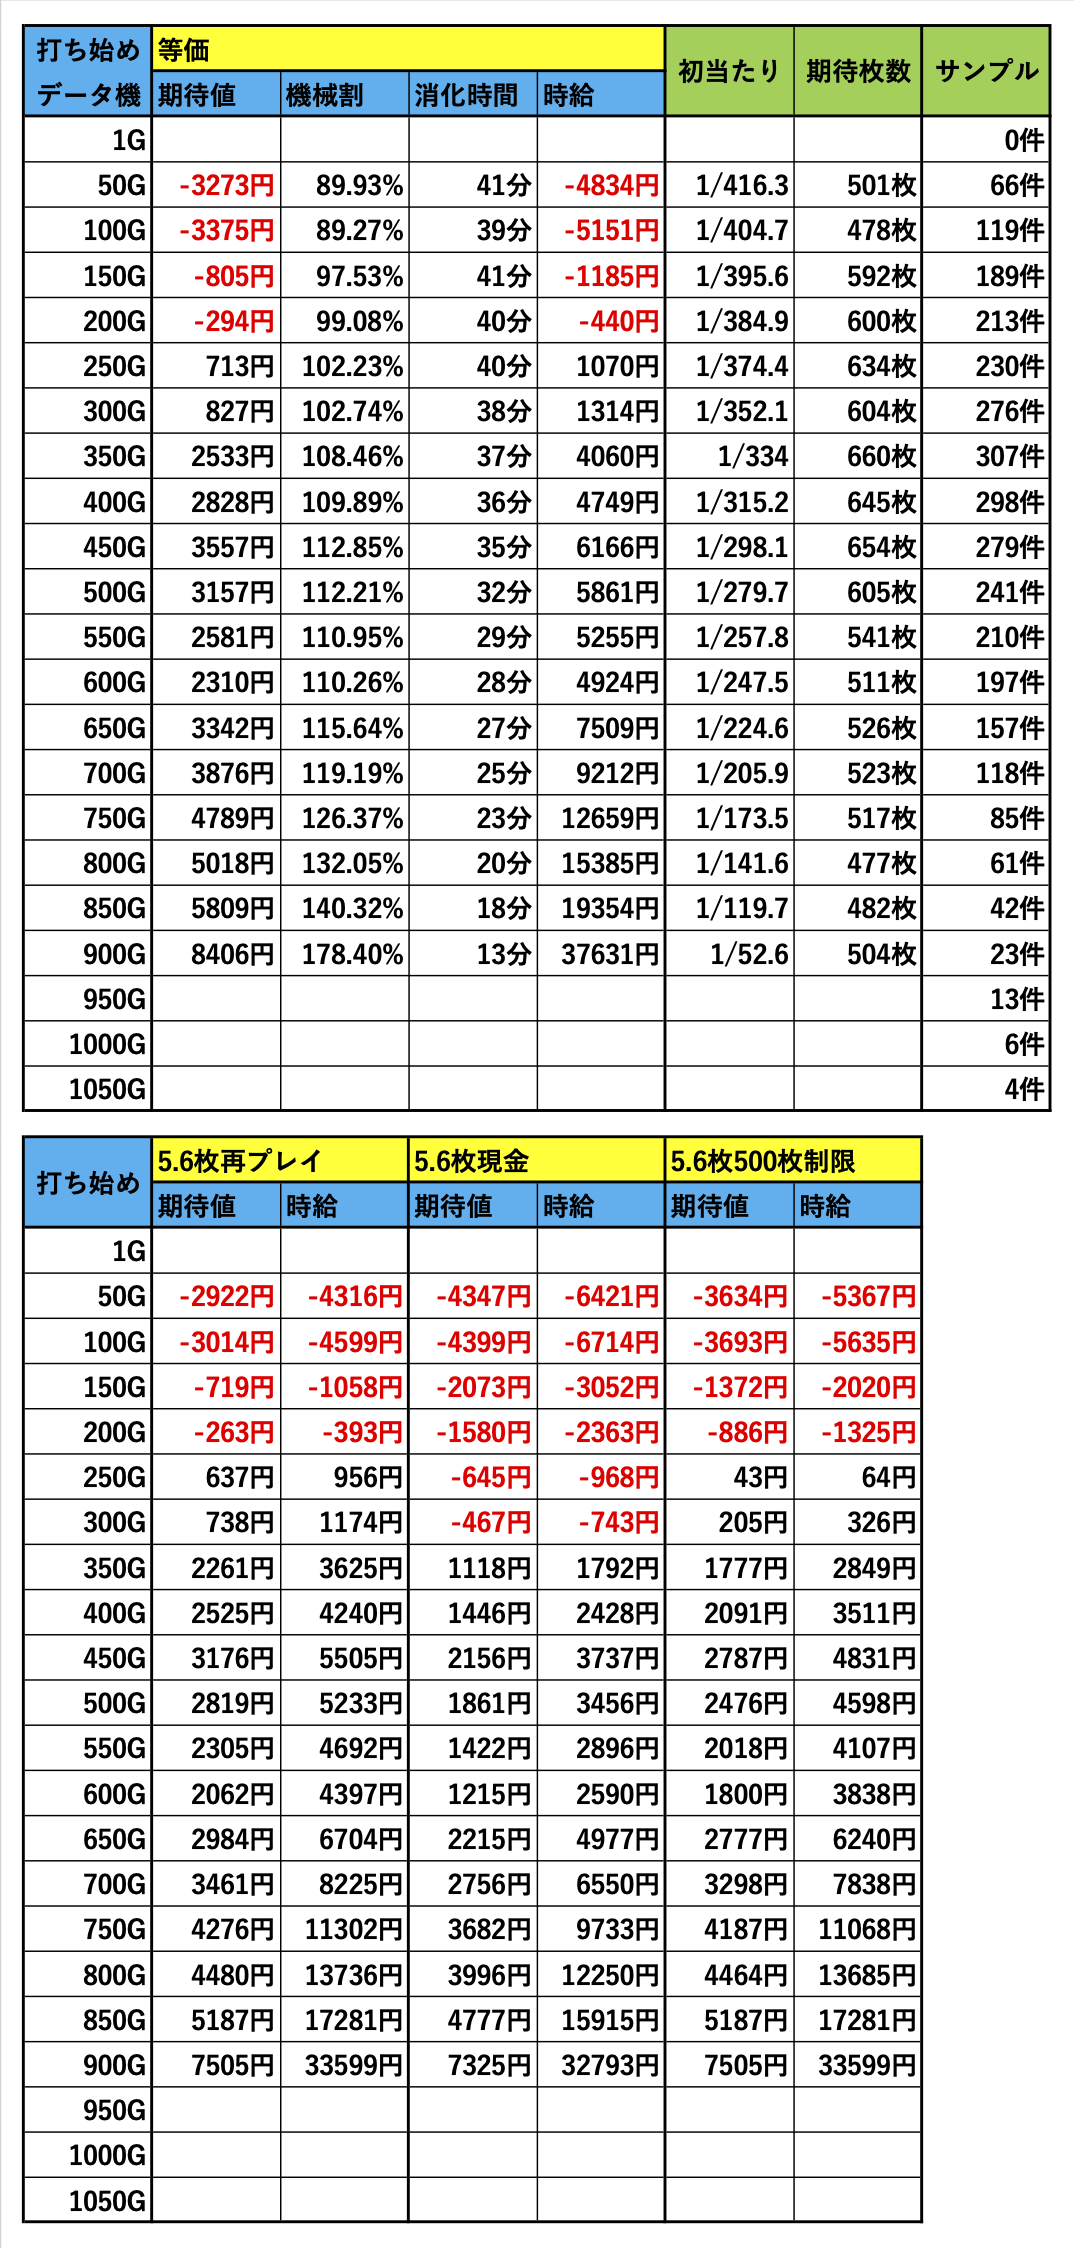 打ち始め 等価 初当たり 期待枚数 サンプル
データ機 期待値 機械割 消化時間 時給
1G 0件
50G -3273円 89.93% 41分 -4834円 1/416.3 501枚 66件
100G -3375円 89.27% 39分 -5151円 1/404.7 478枚 119件
150G -805円 97.53% 41分 -1185円 1/395.6 592枚 189件
200G -294円 99.08% 40分 -440円 1/384.9 600枚 213件
250G 713円 102.23% 40分 1070円 1/374.4 634枚 230件
300G 827円 102.74% 38分 1314円 1/352.1 604枚 276件
350G 2533円 108.46% 37分 4060円 1/334 660枚 307件
400G 2828円 109.89% 36分 4749円 1/315.2 645枚 298件
450G 3557円 112.85% 35分 6166円 1/298.1 654枚 279件
500G 3157円 112.21% 32分 5861円 1/279.7 605枚 241件
550G 2581円 110.95% 29分 5255円 1/257.8 541枚 210件
600G 2310円 110.26% 28分 4924円 1/247.5 511枚 197件
650G 3342円 115.64% 27分 7509円 1/224.6 526枚 157件
700G 3876円 119.19% 25分 9212円 1/205.9 523枚 118件
750G 4789円 126.37% 23分 12659円 1/173.5 517枚 85件
800G 5018円 132.05% 20分 15385円 1/141.6 477枚 61件
850G 5809円 140.32% 18分 19354円 1/119.7 482枚 42件
900G 8406円 178.40% 13分 37631円 1/52.6 504枚 23件
950G 13件
1000G 6件
1050G 4件
打ち始め 5.6枚再プレイ 5.6枚現金 5.6枚500枚制限
期待値 時給 期待値 時給 期待値 時給
1G
50G -2922円 -4316円 -4347円 -6421円 -3634円 -5367円
100G -3014円 -4599円 -4399円 -6714円 -3693円 -5635円
150G -719円 -1058円 -2073円 -3052円 -1372円 -2020円
200G -263円 -393円 -1580円 -2363円 -886円 -1325円
250G 637円 956円 -645円 -968円 43円 64円
300G 738円 1174円 -467円 -743円 205円 326円
350G 2261円 3625円 1118円 1792円 1777円 2849円
400G 2525円 4240円 1446円 2428円 2091円 3511円
450G 3176円 5505円 2156円 3737円 2787円 4831円
500G 2819円 5233円 1861円 3456円 2476円 4598円
550G 2305円 4692円 1422円 2896円 2018円 4107円
600G 2062円 4397円 1215円 2590円 1800円 3838円
650G 2984円 6704円 2215円 4977円 2777円 6240円
700G 3461円 8225円 2756円 6550円 3298円 7838円
750G 4276円 11302円 3682円 9733円 4187円 11068円
800G 4480円 13736円 3996円 12250円 4464円 13685円
850G 5187円 17281円 4777円 15915円 5187円 17281円
900G 7505円 33599円 7325円 32793円 7505円 33599円
950G
1000G
1050G